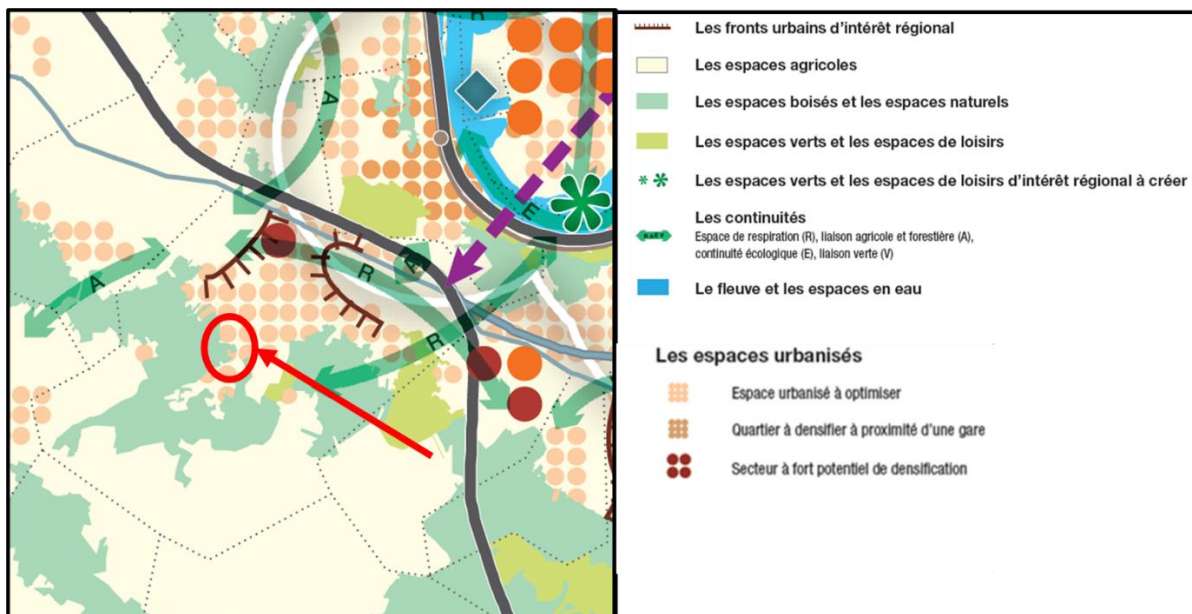 D
A
E
R
A
A
R
Les fronts urbains d'intérêt régional
Les espaces agricoles
Les espaces boisés et les espaces naturels
Les espaces verts et les espaces de loisirs
Les espaces verts et les espaces de loisirs d'intérêt régional à créer
Les continuités
Espace de respiration (R), liaison agricole et forestière (A),
continuité écologique (E), liaison verte (V)
Le fleuve et les espaces en eau
Les espaces urbanisés
Espace urbanisé à optimiser
Quartier à densifier à proximité d'une gare
Secteur à fort potentiel de densification